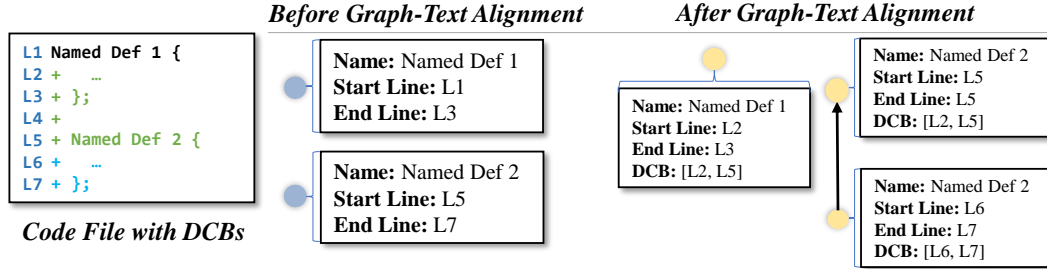 Before Graph-Text Alignment
After Graph-Text Alignment
L1 Named Def 1 {
L2 +   …
L3 + };
L4 +
L5 + Named Def 2 {
L6 +   …
L7 + };
Code File with DCBs
Name: Named Def 1
Start Line: L1
End Line: L3
Name: Named Def 2
Start Line: L5
End Line: L7
Name: Named Def 1
Start Line: L2
End Line: L3
DCB: [L2, L5]
Name: Named Def 2
Start Line: L5
End Line: L5
DCB: [L2, L5]
Name: Named Def 2
Start Line: L6
End Line: L7
DCB: [L6, L7]